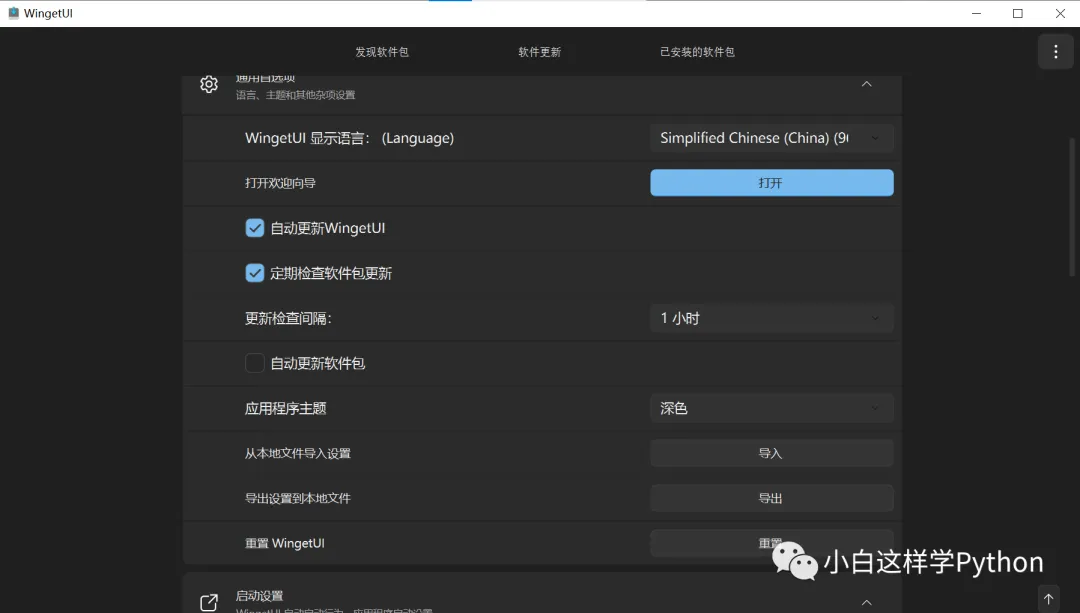 WingetUI
发现软件包
软件更新
已安装的软件包
通用首选项
语言、主题和其他杂项设置
WingetUI 显示语言： (Language)
Simplified Chinese (China) (9
打开欢迎向导
打开
自动更新WingetUI
定期检查软件包更新
更新检查间隔：
1 小时
自动更新软件包
应用程序主题
深色
从本地文件导入设置
导入
导出设置到本地文件
导出
重置 WingetUI
重置
小白这样学Python
启动设置